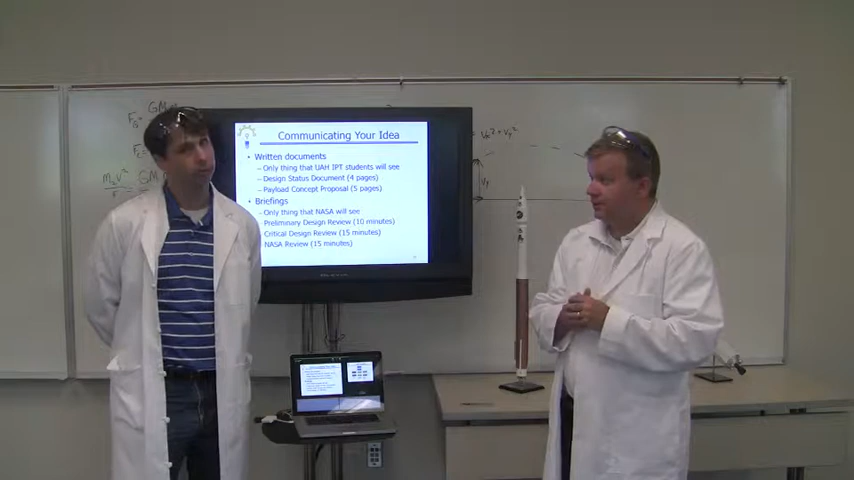 Communicating Your Idea
• Written documents
– Only thing that UAH IPT students will see
– Design Status Document (4 pages)
– Payload Concept Proposal (5 pages)
• Briefings
– Only thing that NASA will see
– Preliminary Design Review (10 minutes)
– Critical Design Review (15 minutes)
– NASA Review (15 minutes)